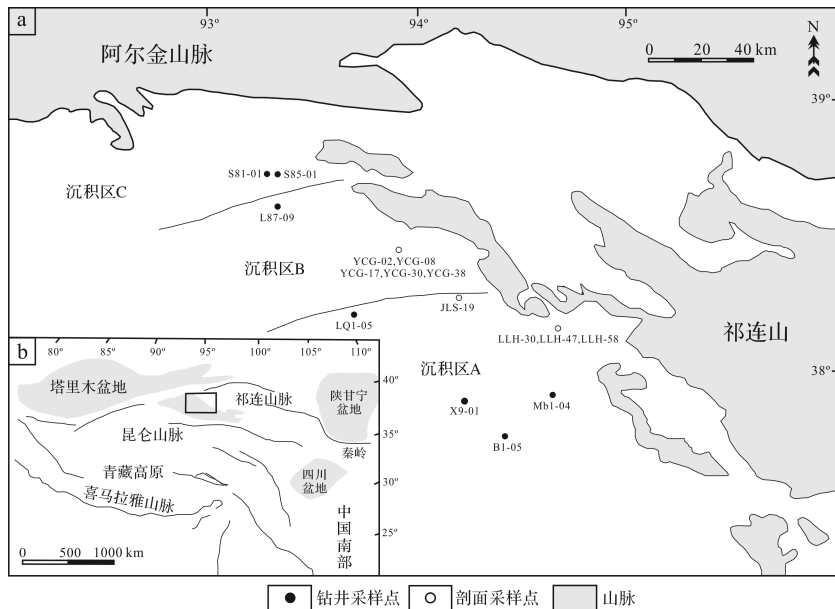 a
93°
94°
95°
阿尔金山脉
0 20 40 km
N
39°
S81-01
S85-01
沉积区C
L87-09
沉积区B
YCG-02,YCG-08
YCG-17,YCG-30,YCG-38
JLS-19
LQ1-05
LLH-30,LLH-47,LLH-58
祁连山
38°
沉积区A
X9-01
Mb1-04
B1-05
b
80°
85°
90°
95°
100°
105°
110°
40°
塔里木盆地
祁连山脉
陕甘宁
盆地
昆仑山脉
35°
秦岭
青藏高原
四川
盆地
30°
喜马拉雅山脉
中国南部
25°
0 500 1000 km
钻井采样点
剖面采样点
山脉